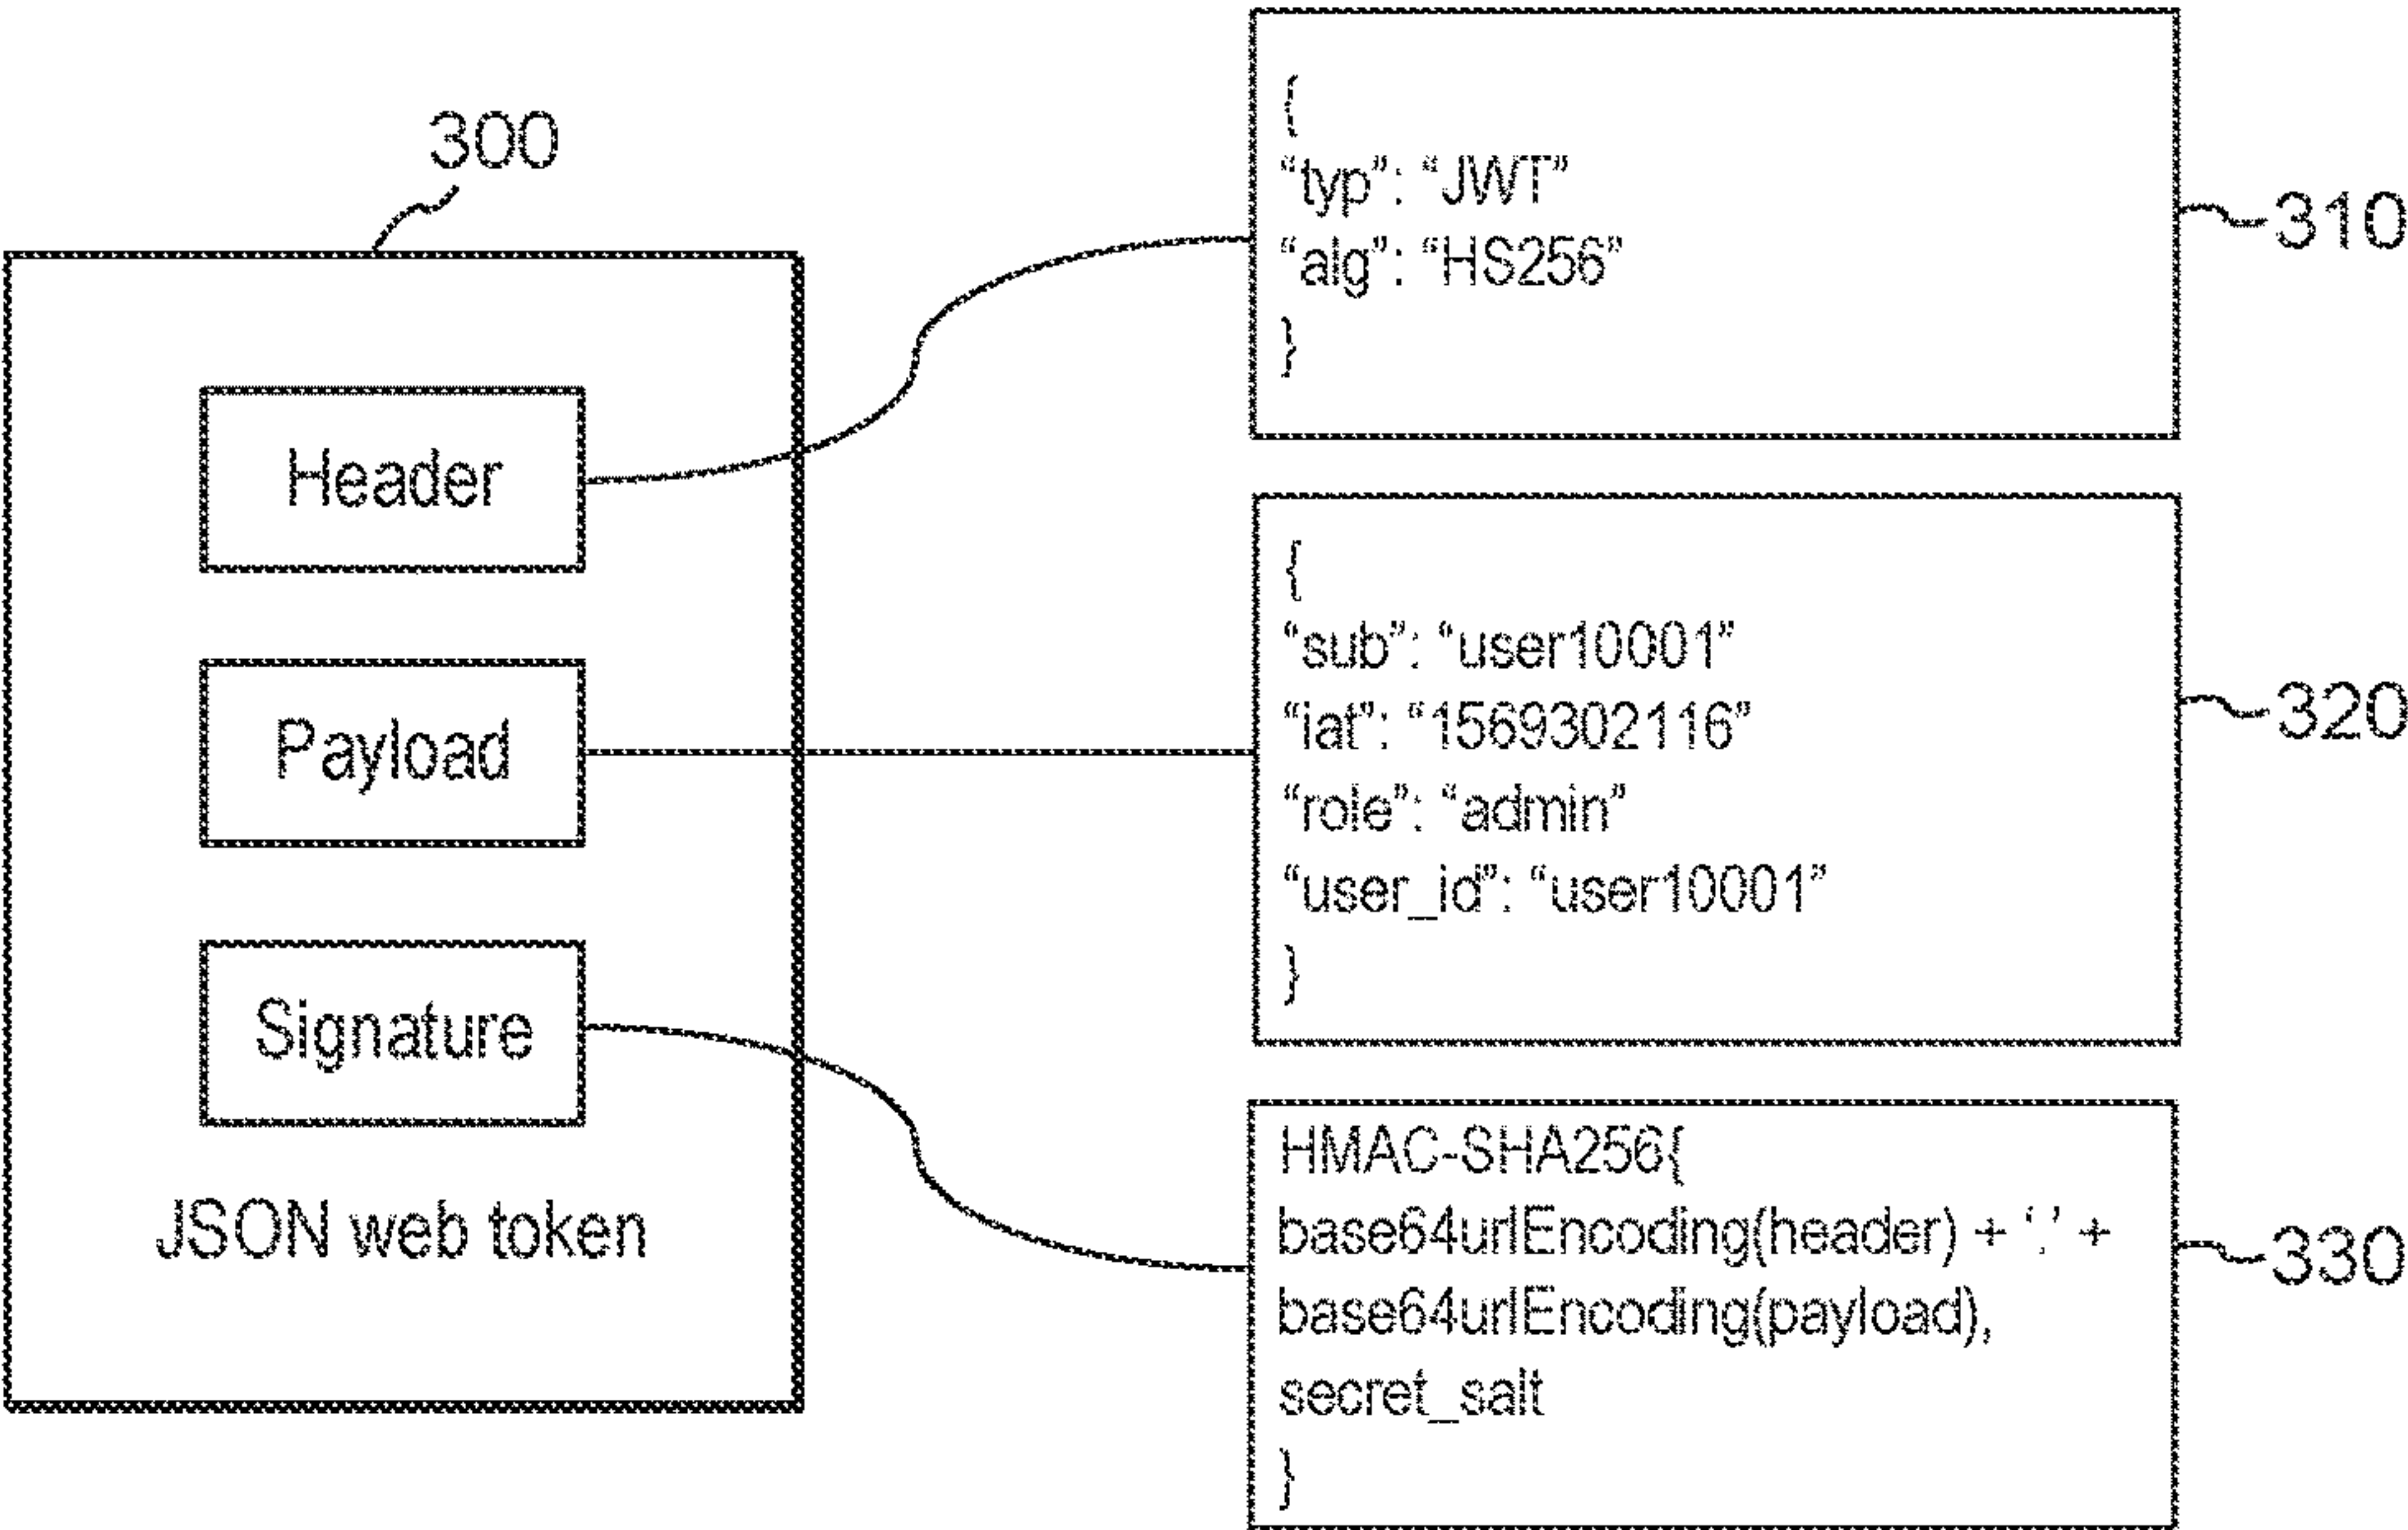 300
Header
Payload
Signature
JSON web token
{
“typ”: “JWT”
“alg”: “HS256”
}
310
{
“sub”: “user10001”
“iat”: “1569302116”
“role”: “admin”
“user_id”: “user10001”
}
320
HMAC-SHA256{
base64urlEncoding(header) + ‘.’ +
base64urlEncoding(payload),
secret_salt
}
330